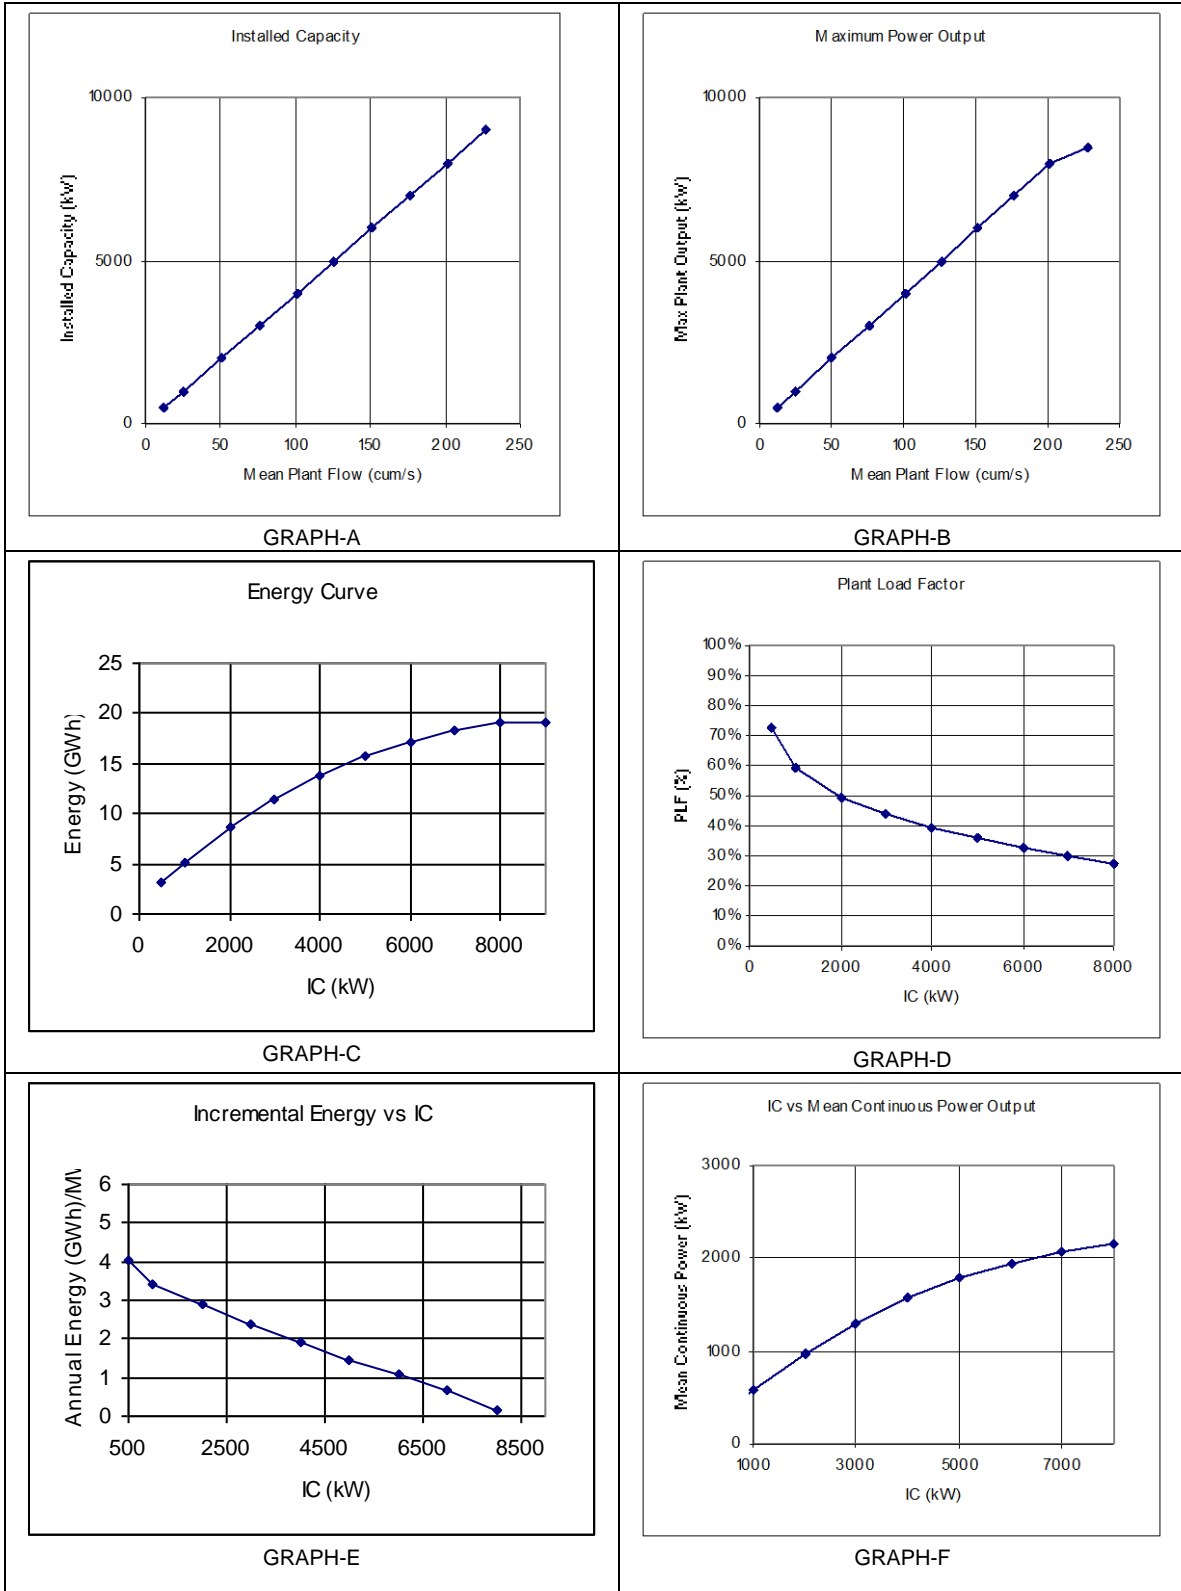 Installed Capacity
10000
5000
0
Installed Capacity (kW)
0 50 100 150 200 250
Mean Plant Flow (cum/s)
GRAPH-A
Maximum Power Output
10000
5000
0
Max Plant Output (kW)
0 50 100 150 200 250
Mean Plant Flow (cum/s)
GRAPH-B
Energy Curve
25
20
15
10
5
0
Energy (GWh)
0 2000 4000 6000 8000
IC (kW)
GRAPH-C
Plant Load Factor
100%
90%
80%
70%
60%
50%
40%
30%
20%
10%
0%
PLF (%)
0 2000 4000 6000 8000
IC (kW)
GRAPH-D
Incremental Energy vs IC
6
5
4
3
2
1
0
Annual Energy (GWh)/MV
500 2500 4500 6500 8500
IC (kW)
GRAPH-E
IC vs Mean Continuous Power Output
3000
2000
1000
0
Mean Continuous Power (kW)
1000 3000 5000 7000
IC (kW)
GRAPH-F